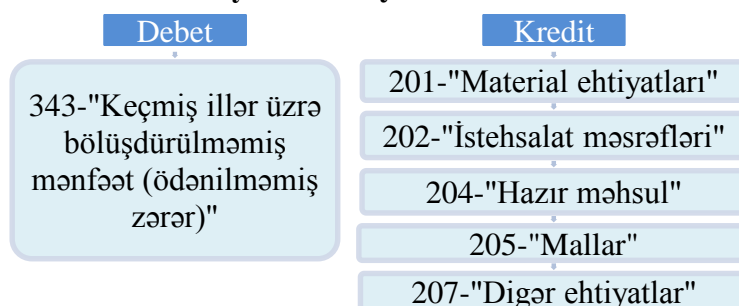 Debet
Kredit
343-"Keçmiş illər üzrə
bölüşdürülməmiş
mənfəət (ödənilməmiş
zərər)"
201-"Material ehtiyatları"
202-"İstehsalat məsrəfləri"
204-"Hazır məhsul"
205-"Mallar"
207-"Digər ehtiyatlar"